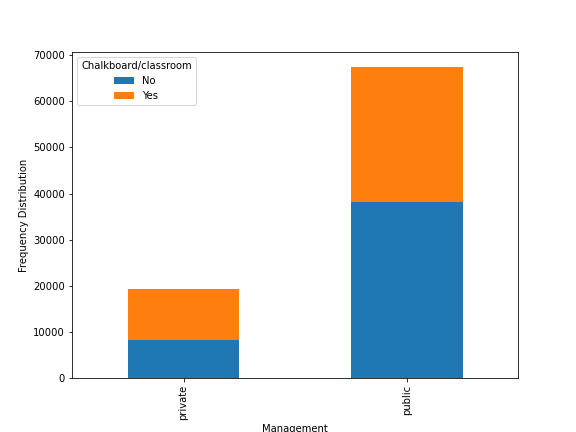 70000
60000
50000
40000
30000
20000
10000
0
Frequency Distribution
Chalkboard/classroom
No
Yes
private
public
Management